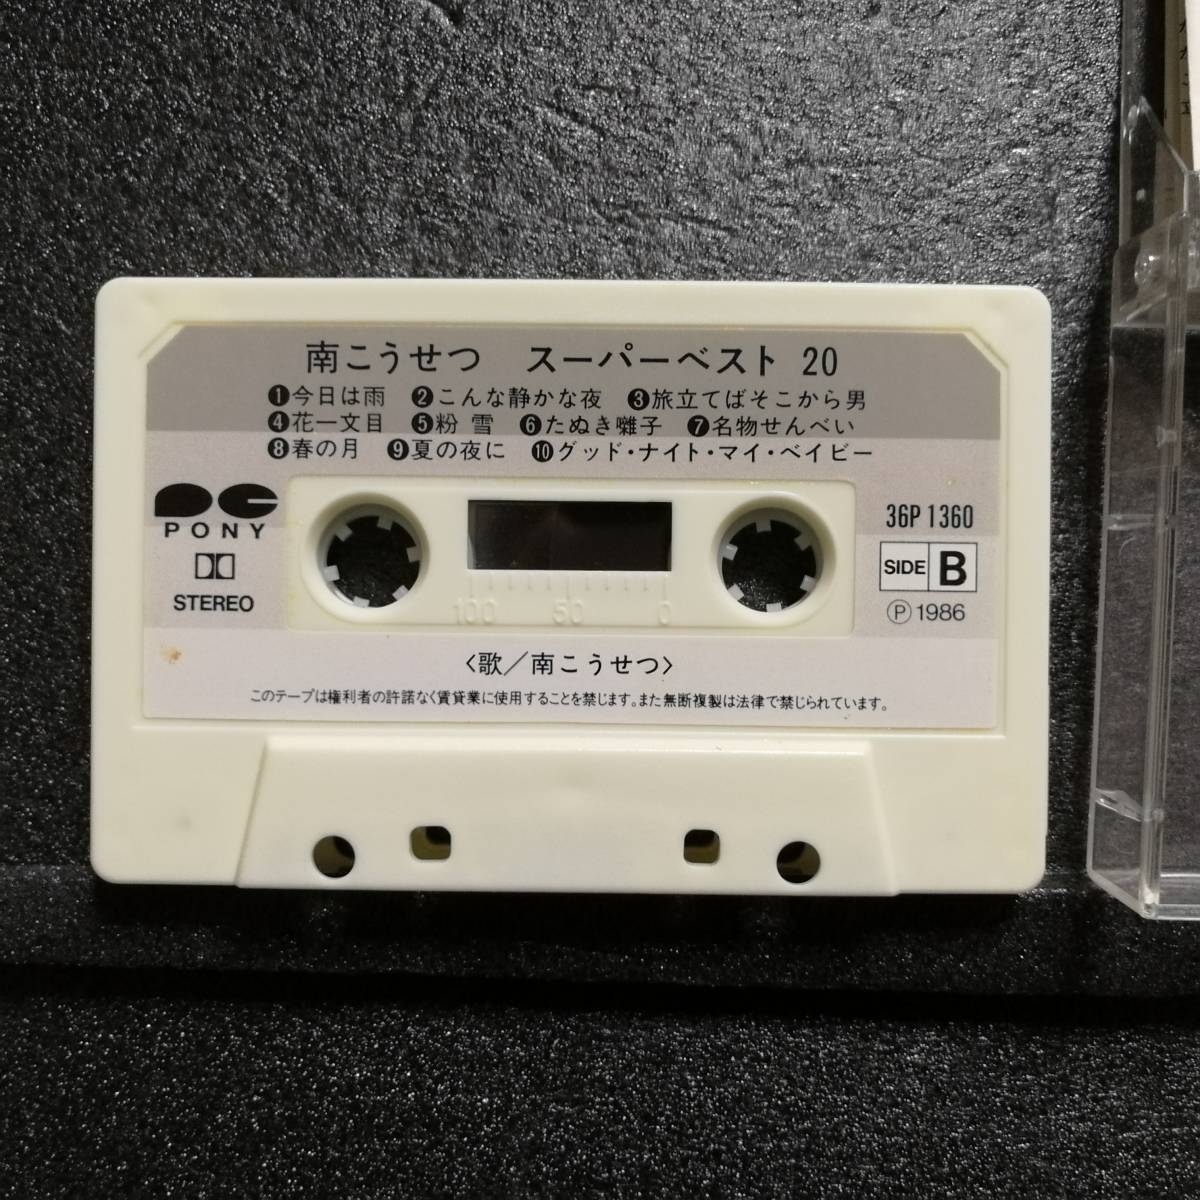 南こうせつ スーパーベスト 20
❶今日は雨 ❷こんな静かな夜 ❸旅立てばそこから男
❹花一文目 ❺粉 雪 ❻たぬき囃子 ❼名物せんべい
❽春の月 ❾夏の夜に ❿グッド・ナイト・マイ・ベイビー
PONY
STEREO
36P 1360
SIDE B
Ⓟ 1986
100 50 0
〈歌／南こうせつ〉
このテープは権利者の許諾なく賃貸業に使用することを禁じます。また無断複製は法律で禁じられています。